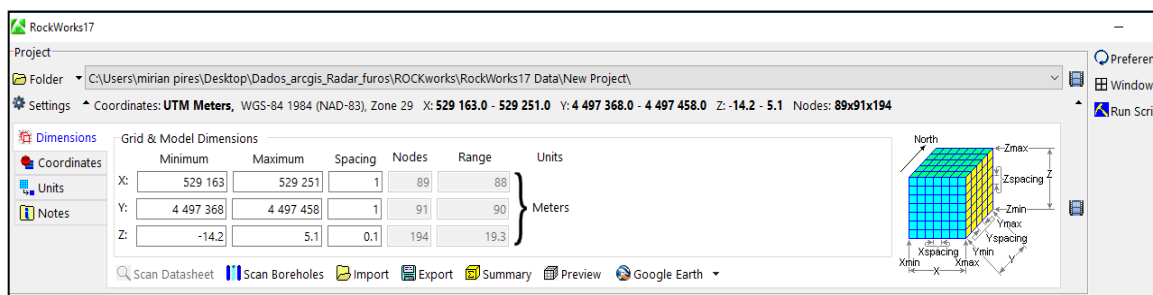 RockWorks17
Project
Folder C:\Users\mirian pires\Desktop\Dados_arcgis_Radar_furos\ROCKworks\RockWorks17 Data\New Project\
Settings Coordinates: UTM Meters, WGS-84 1984 (NAD-83), Zone 29 X: 529 163.0 - 529 251.0 Y: 4 497 368.0 - 4 497 458.0 Z: -14.2 - 5.1 Nodes: 89x91x194
Preferen
Window
Run Scri
Dimensions
Coordinates
Units
Notes
Grid & Model Dimensions
Minimum Maximum Spacing Nodes Range Units
X: 529 163 529 251 1 89 88
Y: 4 497 368 4 497 458 1 91 90 Meters
Z: -14.2 5.1 0.1 194 19.3
Scan Datasheet Scan Boreholes Import Export Summary Preview Google Earth
North
Zmax
Zspacing Z
Zmin
Ymax
Yspacing
Xspacing Ymin
Xmin X Xmax Y